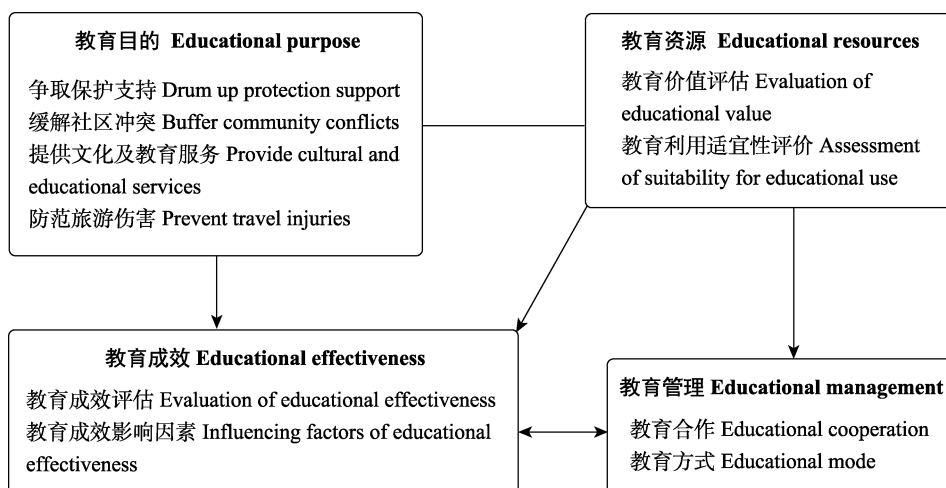 教育目的 Educational purpose
争取保护支持 Drum up protection support
缓解社区冲突 Buffer community conflicts
提供文化及教育服务 Provide cultural and
educational services
防范旅游伤害 Prevent travel injuries
教育资源 Educational resources
教育价值评估 Evaluation of
educational value
教育利用适宜性评价 Assessment
of suitability for educational use
教育成效 Educational effectiveness
教育成效评估 Evaluation of educational effectiveness
教育成效影响因素 Influencing factors of educational
effectiveness
教育管理 Educational management
教育合作 Educational cooperation
教育方式 Educational mode